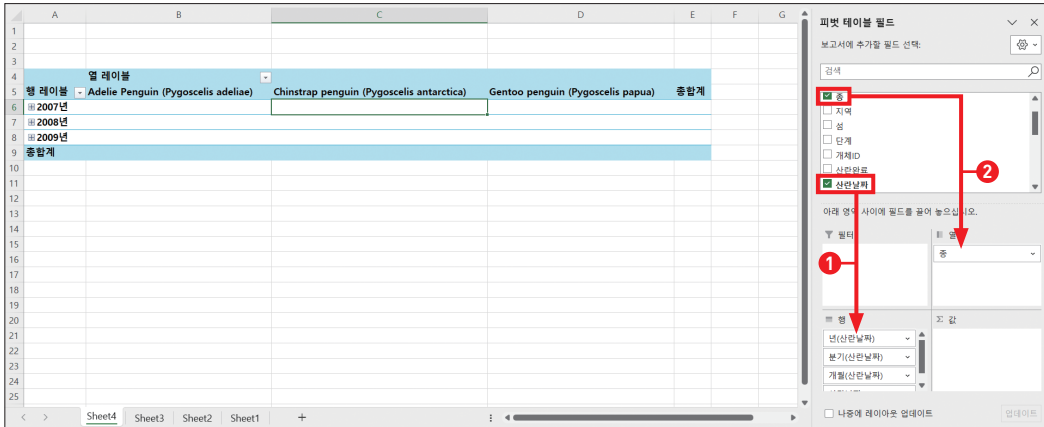 A B C D E F G
1
2
3
4 열 레이블
5 행 레이블 Adelie Penguin (Pygoscelis adeliae) Chinstrap penguin (Pygoscelis antarctica) Gentoo penguin (Pygoscelis papua) 총합계
6 2007년
7 2008년
8 2009년
9 총합계
10
11
12
13
14
15
16
17
18
19
20
21
22
23
24
25
Sheet4 Sheet3 Sheet2 Sheet1 +
피벗 테이블 필드
보고서에 추가할 필드 선택:
검색
종
지역
섬
단계
개체ID
산란완료
산란날짜
2
아래 영역 사이에 필드를 끌어 놓으십시오.
필터 열
종
1
행 Σ 값
년(산란날짜)
분기(산란날짜)
개월(산란날짜)
나중에 레이아웃 업데이트 업데이트